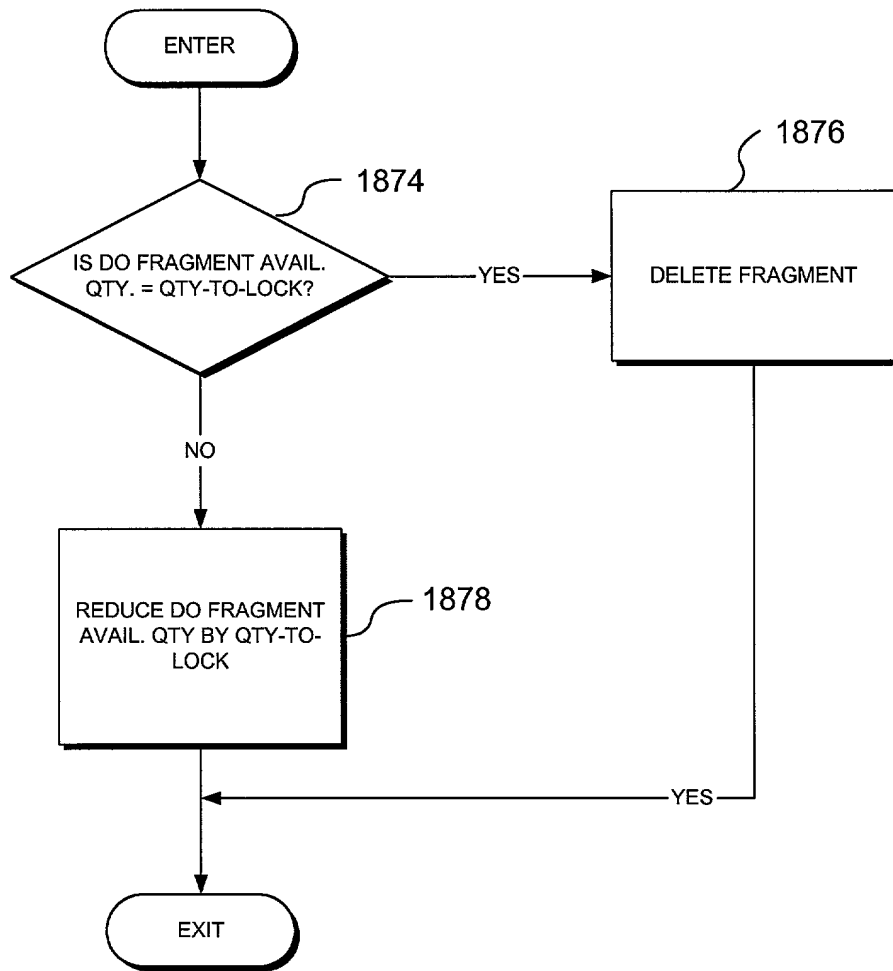 ENTER
1874
IS DO FRAGMENT AVAIL.
QTY. = QTY-TO-LOCK?
YES
1876
DELETE FRAGMENT
NO
REDUCE DO FRAGMENT
AVAIL. QTY BY QTY-TO-
LOCK
1878
YES
EXIT